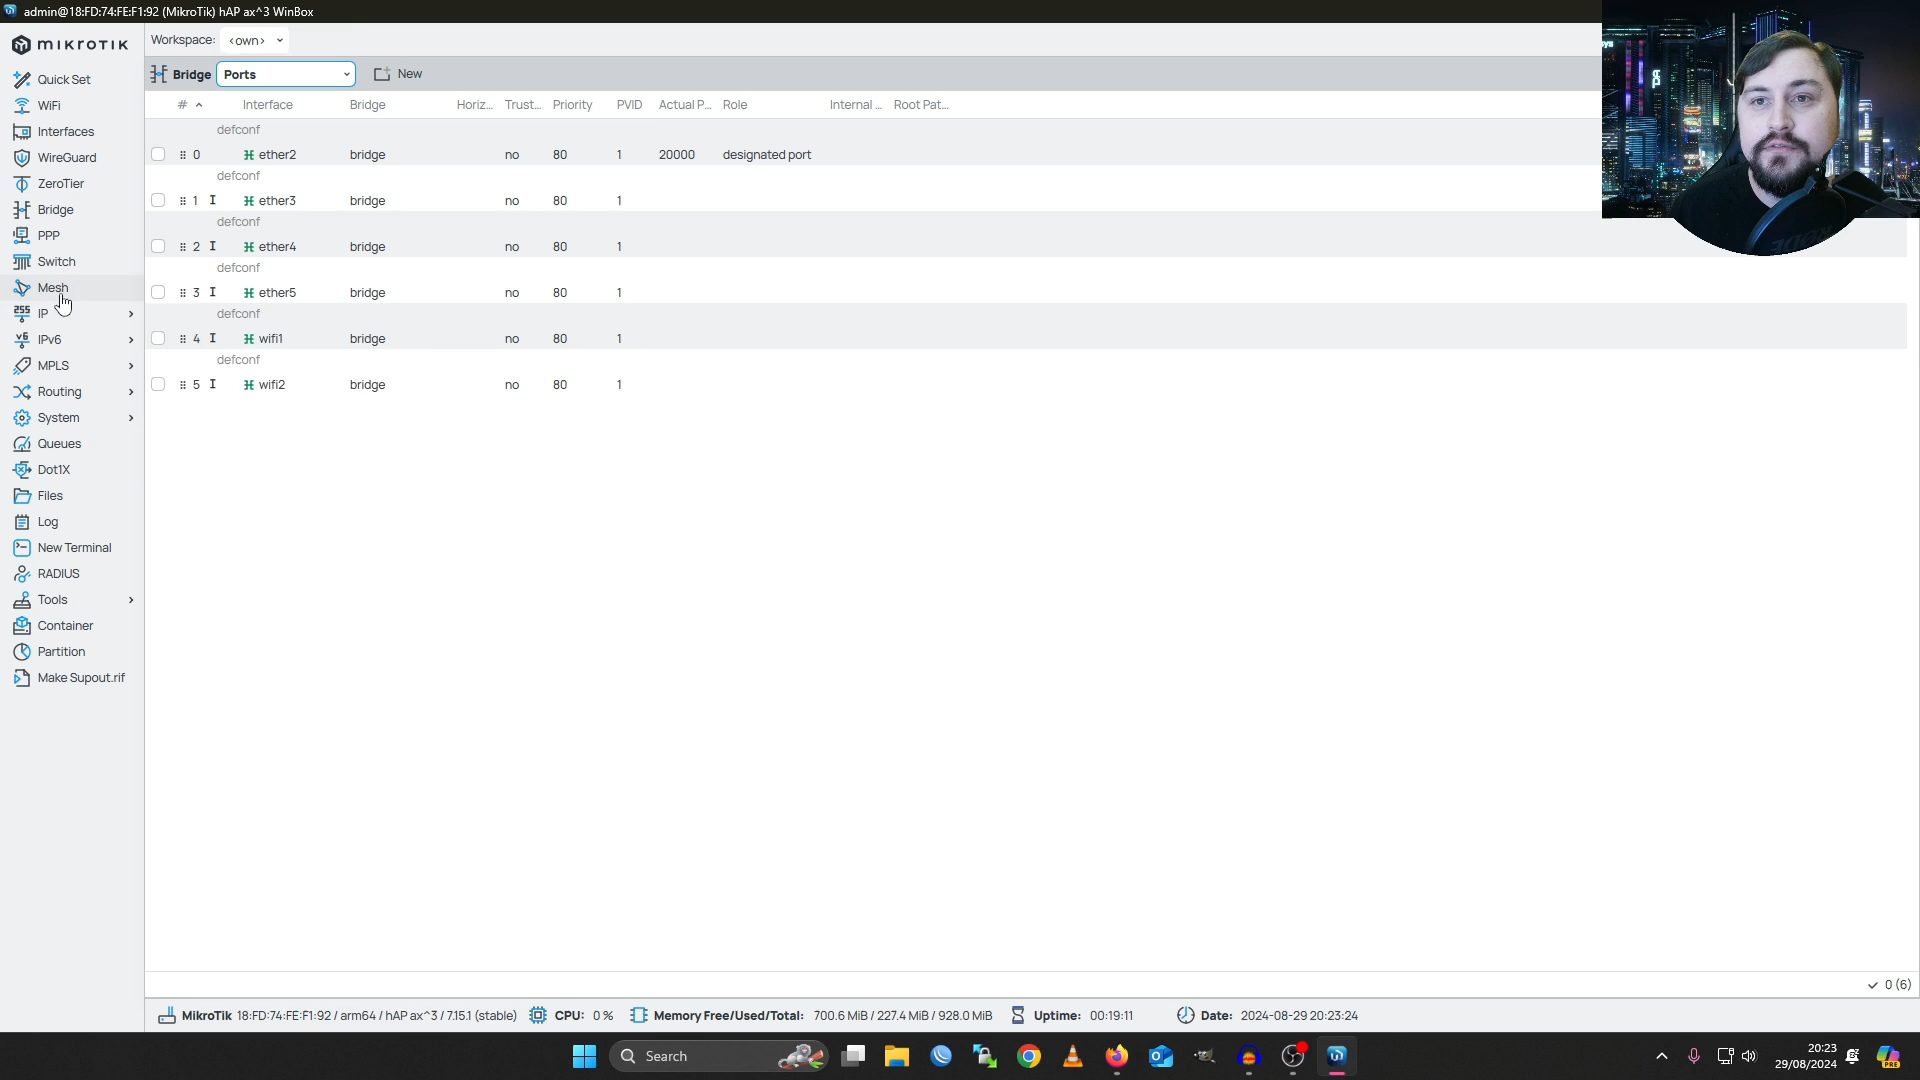 admin@18:FD:74:FE:F1:92 (MikroTik) hAP ax^3 WinBox
MIKROTIK
Workspace: <own>
Bridge Ports New
Quick Set
WiFi
Interfaces
WireGuard
ZeroTier
Bridge
PPP
Switch
Mesh
IP
IPv6
MPLS
Routing
System
Queues
Dot1X
Files
Log
New Terminal
RADIUS
Tools
Container
Partition
Make Supout.rif
# Interface Bridge Horiz... Trust... Priority PVID Actual P... Role Internal ... Root Pat...
defconf
0 ether2 bridge no 80 1 20000 designated port
defconf
1 I ether3 bridge no 80 1
defconf
2 I ether4 bridge no 80 1
defconf
3 I ether5 bridge no 80 1
defconf
4 I wifi1 bridge no 80 1
defconf
5 I wifi2 bridge no 80 1
0 (6)
MikroTik 18:FD:74:FE:F1:92 / arm64 / hAP ax^3 / 7.15.1 (stable) CPU: 0 % Memory Free/Used/Total: 700.6 MiB / 227.4 MiB / 928.0 MiB Uptime: 00:19:11 Date: 2024-08-29 20:23:24
Search
20:23
29/08/2024
PRE